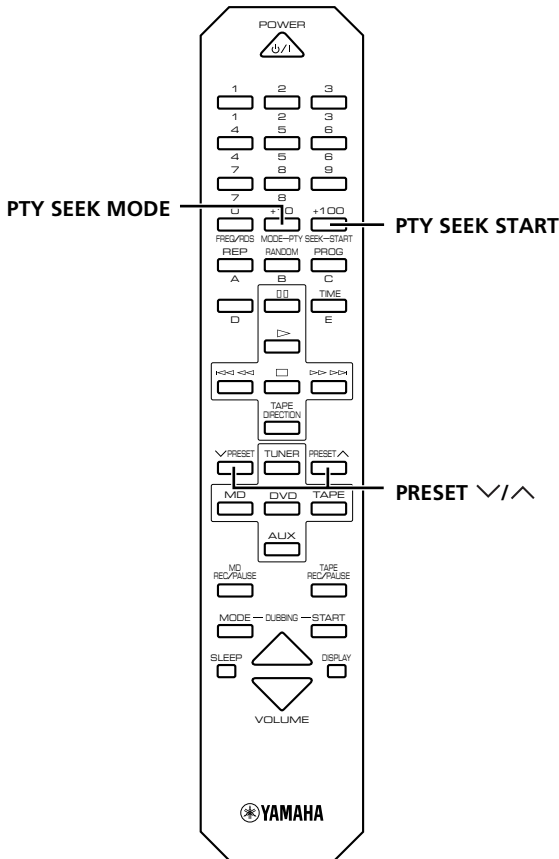 POWER
⏻/I
1 2 3
1 2 3
4 5 6
4 5 6
7 8 9
7 8
PTY SEEK MODE
0 +10 +100
PTY SEEK START
FREQ/RDS MODE–PTY SEEK–START
REP RANDOM PROG
A B C
TIME
D E
TAPE
DIRECTION
PRESET TUNER PRESET
PRESET ∨/∧
MD DVD TAPE
AUX
MD
REC/PAUSE
TAPE
REC/PAUSE
MODE – DUBBING – START
SLEEP DISPLAY
VOLUME
YAMAHA